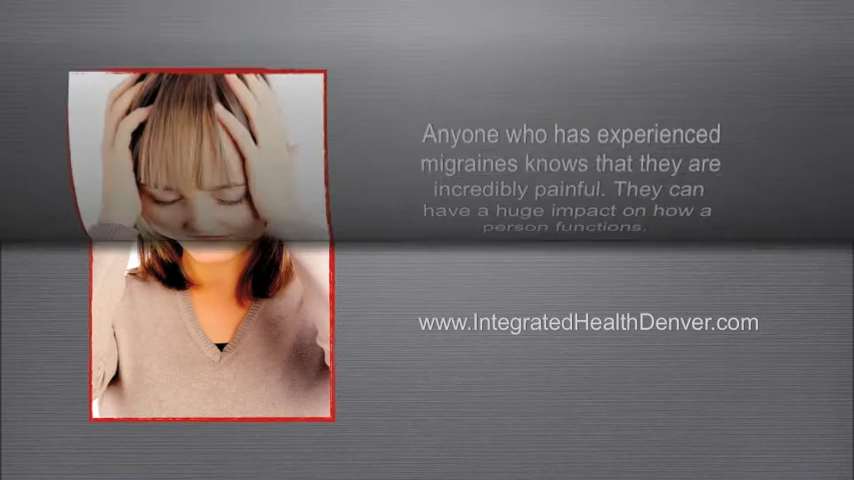 Anyone who has experienced
migraines knows that they are
incredibly painful. They can
have a huge impact on how a
person functions.
www.IntegratedHealthDenver.com